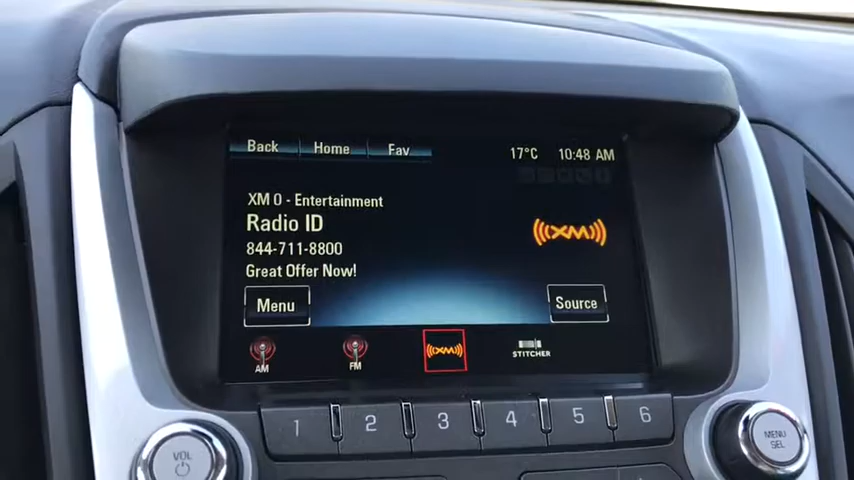 Back Home Fav 17°C 10:48 AM
XM 0 - Entertainment
Radio ID
844-711-8800
Great Offer Now!
XM
Menu Source
AM FM XM STITCHER
1 2 3 4 5 6
VOL
MENU
SEL